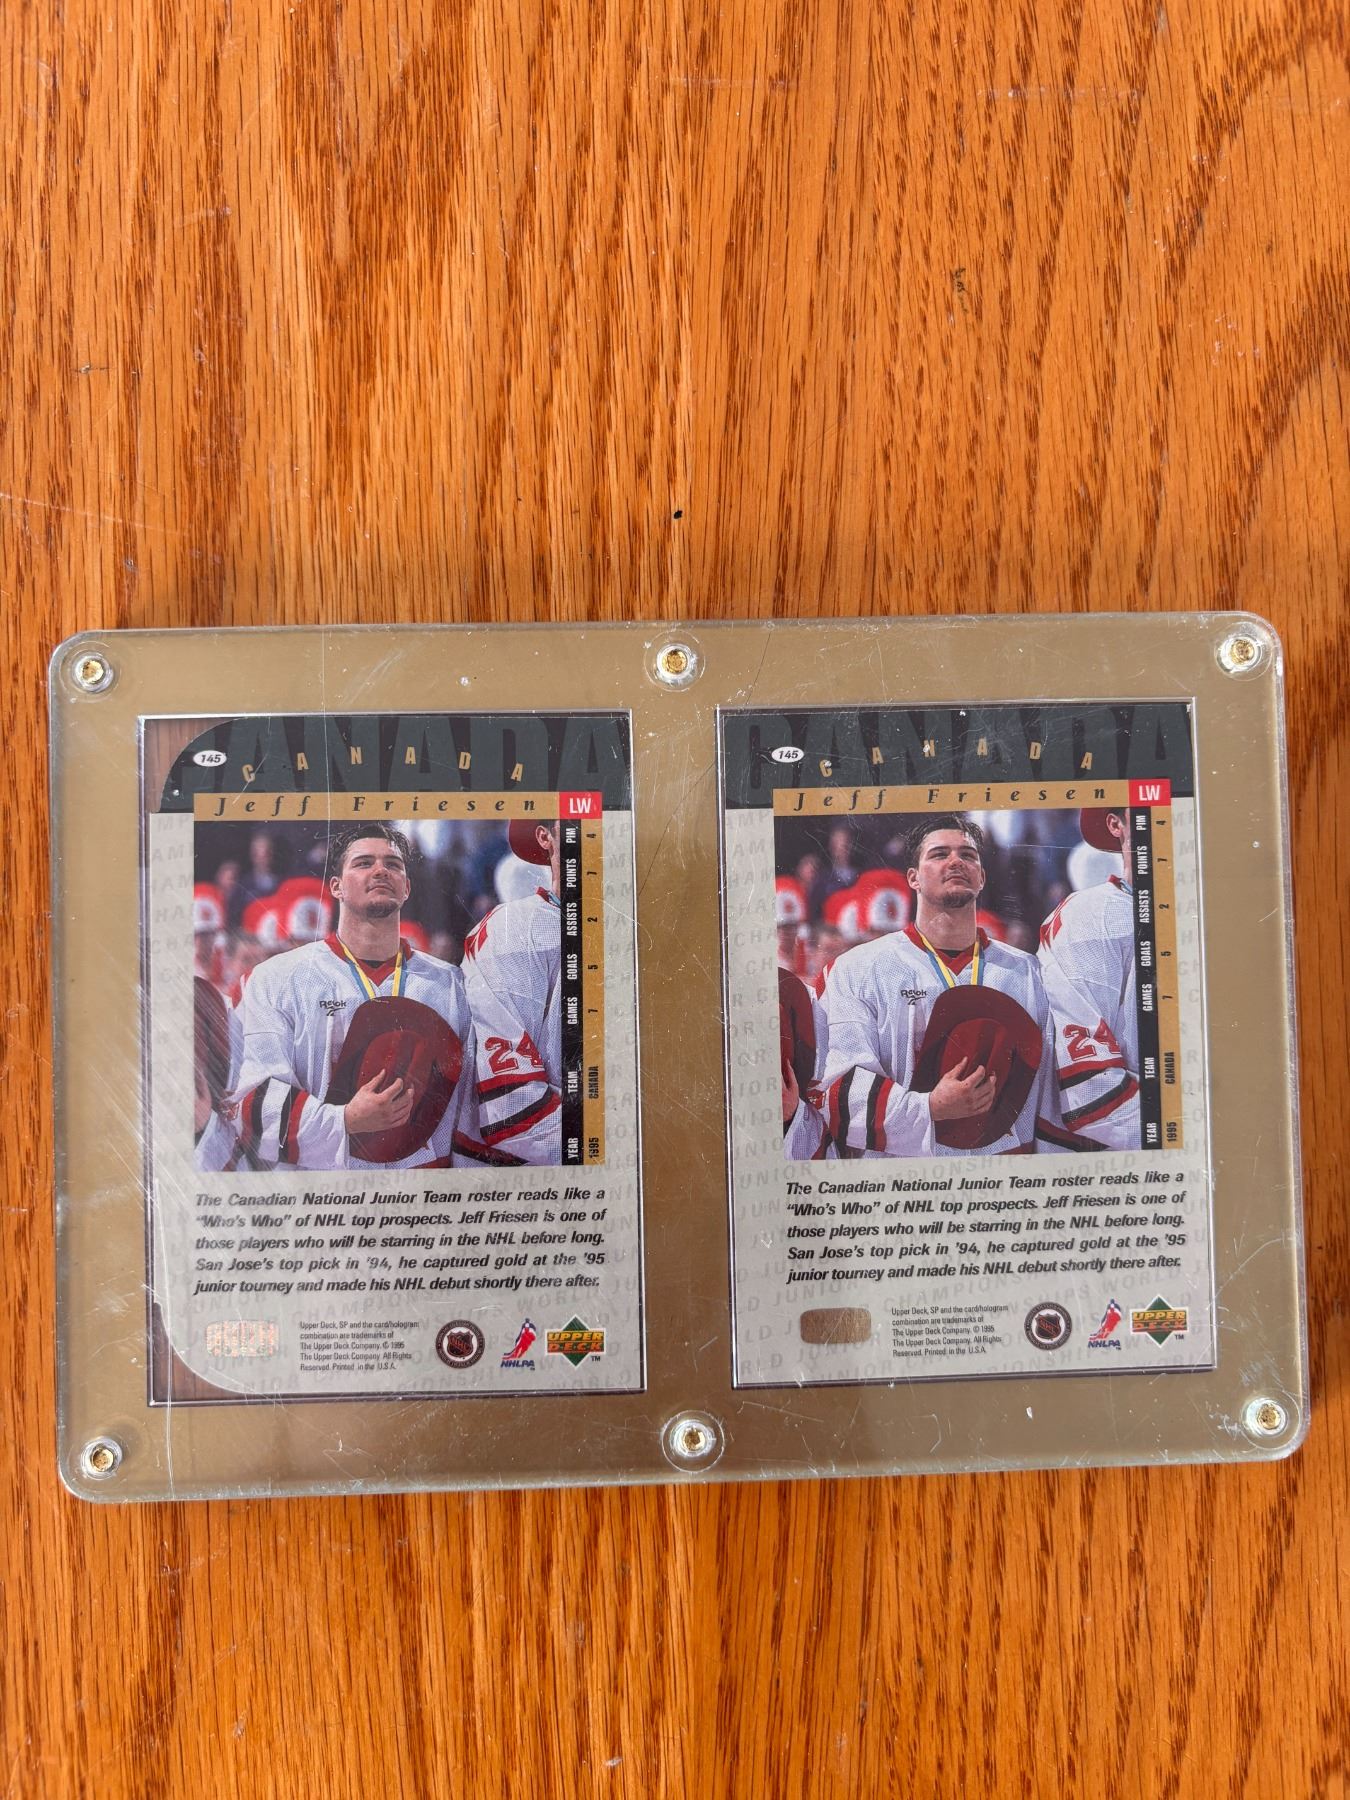 CANADA
145
CANADA
Jeff Friesen LW
YEAR TEAM GAMES GOALS ASSISTS POINTS PIM
1995 CANADA 7 5 2 7 4
Reebok
24
The Canadian National Junior Team roster reads like a
“Who's Who” of NHL top prospects. Jeff Friesen is one of
those players who will be starring in the NHL before long.
San Jose's top pick in '94, he captured gold at the '95
junior tourney and made his NHL debut shortly there after.
Upper Deck, SP and the card/hologram
combination are trademarks of
The Upper Deck Company. © 1995
The Upper Deck Company. All Rights
Reserved. Printed in the U.S.A.
NHLPA
UPPER
DECK
TM
CANADA
145
CANADA
Jeff Friesen LW
YEAR TEAM GAMES GOALS ASSISTS POINTS PIM
1995 CANADA 7 5 2 7 4
Reebok
24
The Canadian National Junior Team roster reads like a
“Who's Who” of NHL top prospects. Jeff Friesen is one of
those players who will be starring in the NHL before long.
San Jose's top pick in '94, he captured gold at the '95
junior tourney and made his NHL debut shortly there after.
Upper Deck, SP and the card/hologram
combination are trademarks of
The Upper Deck Company. © 1995
The Upper Deck Company. All Rights
Reserved. Printed in the U.S.A.
NHLPA
UPPER
DECK
TM